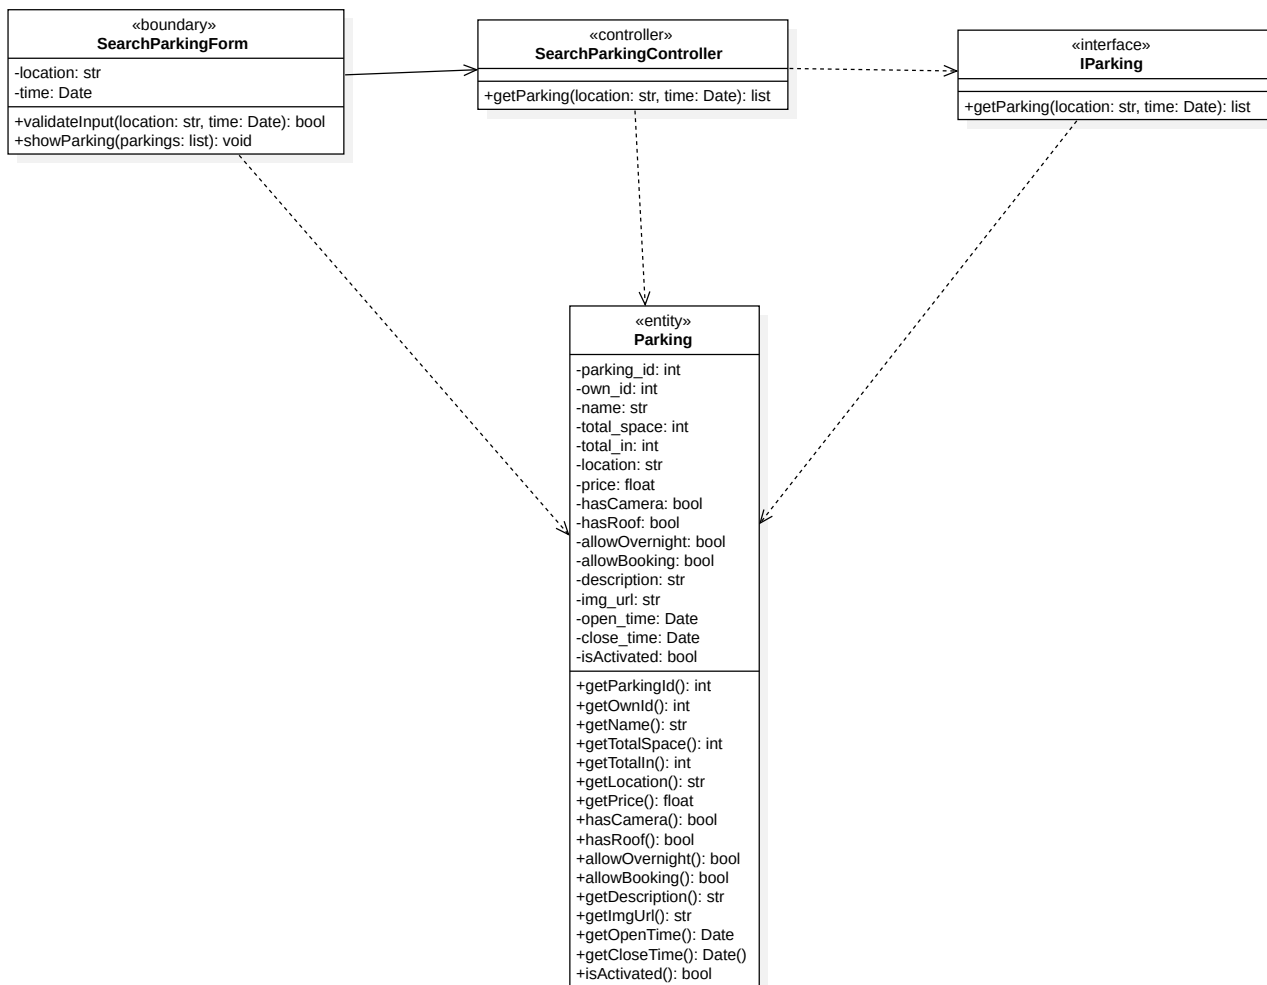 «boundary»
SearchParkingForm
-location: str
-time: Date
+validateInput(location: str, time: Date): bool
+showParking(parkings: list): void
«controller»
SearchParkingController
+getParking(location: str, time: Date): list
«interface»
IParking
+getParking(location: str, time: Date): list
«entity»
Parking
-parking_id: int
-own_id: int
-name: str
-total_space: int
-total_in: int
-location: str
-price: float
-hasCamera: bool
-hasRoof: bool
-allowOvernight: bool
-allowBooking: bool
-description: str
-img_url: str
-open_time: Date
-close_time: Date
-isActivated: bool
+getParkingId(): int
+getOwnId(): int
+getName(): str
+getTotalSpace(): int
+getTotalIn(): int
+getLocation(): str
+getPrice(): float
+hasCamera(): bool
+hasRoof(): bool
+allowOvernight(): bool
+allowBooking(): bool
+getDescription(): str
+getImgUrl(): str
+getOpenTime(): Date
+getCloseTime(): Date()
+isActivated(): bool